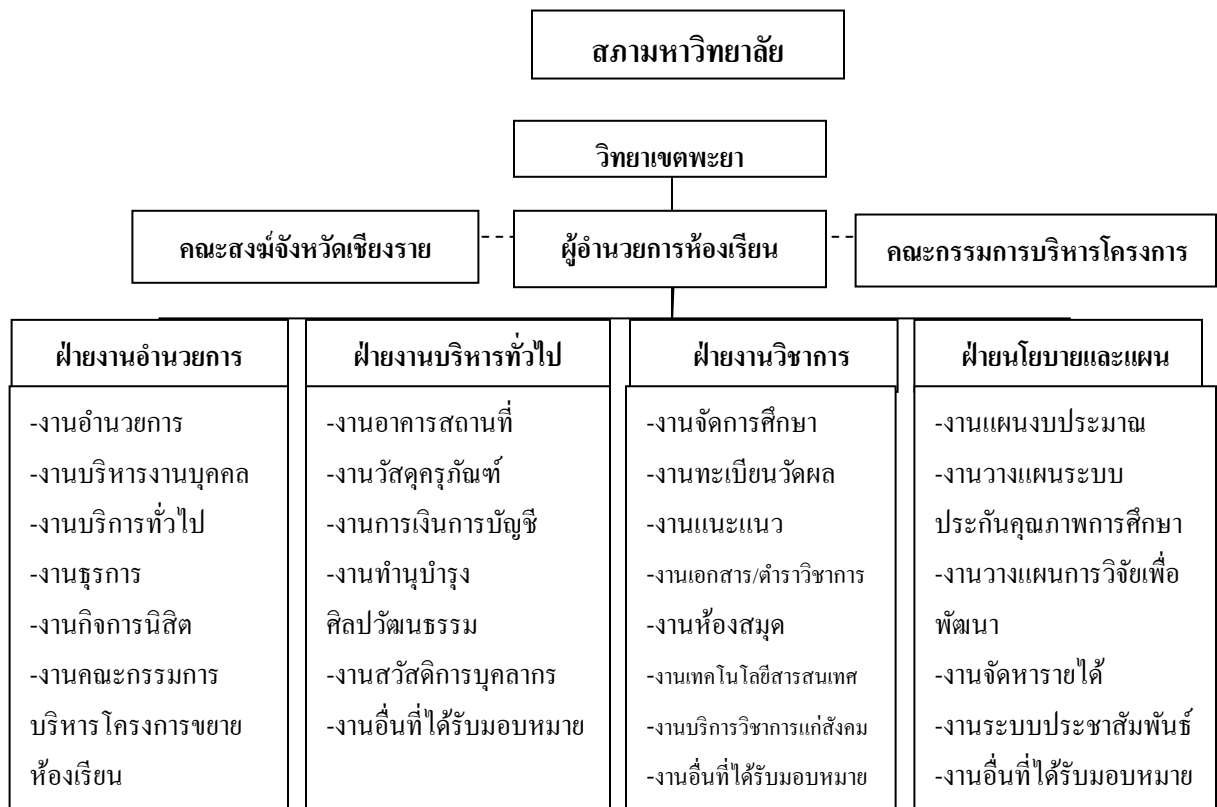 สภามหาวิทยาลัย
วิทยาเขตพะยา
คณะสงฆ์จังหวัดเชียงราย
ผู้อำนวยการห้องเรียน
คณะกรรมการบริหารโครงการ
ฝ่ายงานอำนวยการ
-งานอำนวยการ
-งานบริหารงานบุคคล
-งานบริการทั่วไป
-งานธุรการ
-งานกิจการนิสิต
-งานคณะกรรมการ
บริหารโครงการขยาย
ห้องเรียน
ฝ่ายงานบริหารทั่วไป
-งานอาคารสถานที่
-งานวัสดุครุภัณฑ์
-งานการเงินการบัญชี
-งานทำนุบำรุง
ศิลปวัฒนธรรม
-งานสวัสดิการบุคลากร
-งานอื่นที่ได้รับมอบหมาย
ฝ่ายงานวิชาการ
-งานจัดการศึกษา
-งานทะเบียนวัดผล
-งานแนะแนว
-งานเอกสาร/ตำราวิชาการ
-งานห้องสมุด
-งานเทคโนโลยีสารสนเทศ
-งานบริการวิชาการแก่สังคม
-งานอื่นที่ได้รับมอบหมาย
ฝ่ายนโยบายและแผน
-งานแผนงบประมาณ
-งานวางแผนระบบ
ประกันคุณภาพการศึกษา
-งานวางแผนการวิจัยเพื่อ
พัฒนา
-งานจัดหารายได้
-งานระบบประชาสัมพันธ์
-งานอื่นที่ได้รับมอบหมาย